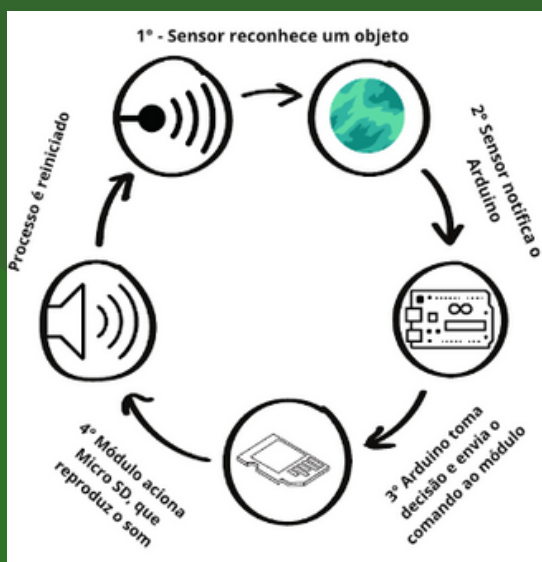 1º - Sensor reconhece um objeto
2º Sensor notifica o
Arduino
3º Arduino toma
decisão e envia o
comando ao módulo
4º Módulo aciona
Micro SD, que
reproduz o som
Processo é reiniciado